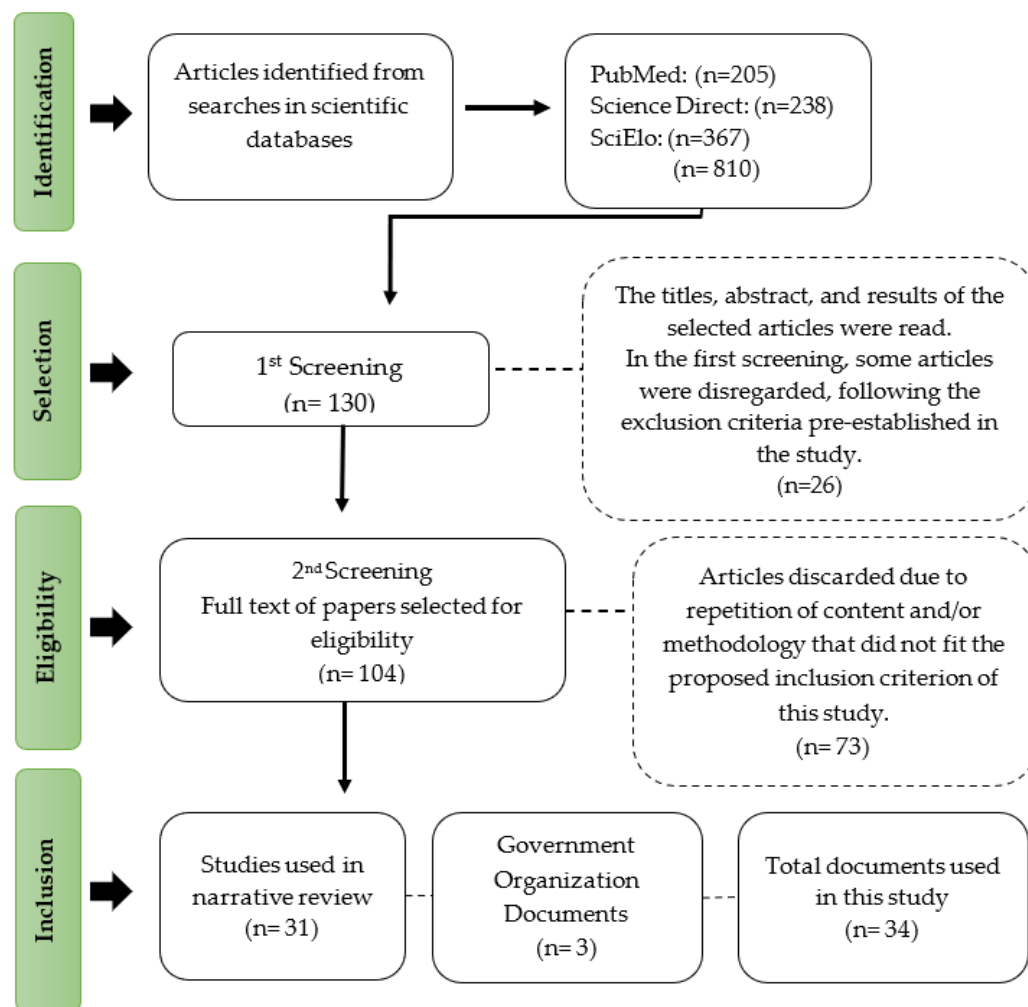 Identification
Articles identified from
searches in scientific
databases
PubMed: (n=205)
Science Direct: (n=238)
SciElo: (n=367)
(n= 810)
Selection
1st Screening
(n= 130)
The titles, abstract, and results of the
selected articles were read.
In the first screening, some articles
were disregarded, following the
exclusion criteria pre-established in
the study.
(n=26)
Eligibility
2nd Screening
Full text of papers selected for
eligibility
(n= 104)
Articles discarded due to
repetition of content and/or
methodology that did not fit the
proposed inclusion criterion of
this study.
(n= 73)
Inclusion
Studies used in
narrative review
(n= 31)
Government
Organization
Documents
(n= 3)
Total documents used
in this study
(n= 34)